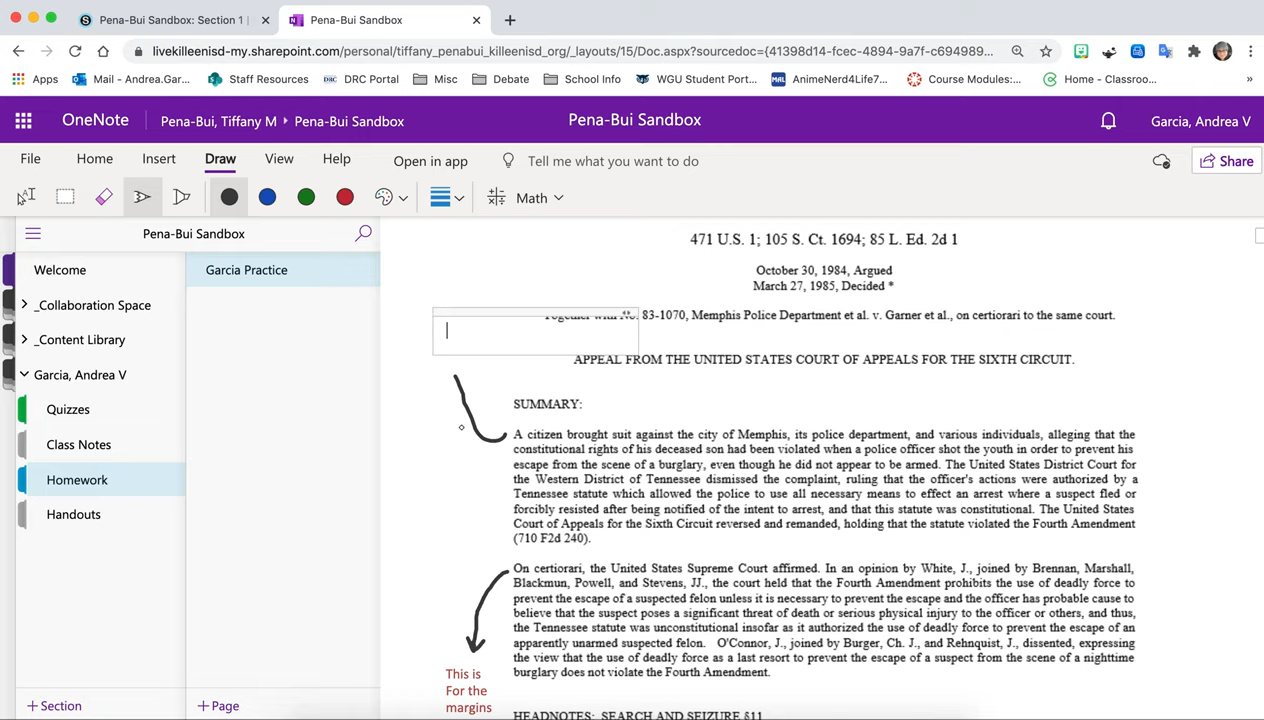 Pena-Bui Sandbox: Section 1
Pena-Bui Sandbox
livekilleenisd-my.sharepoint.com/personal/tiffany_penabui_killeenisd_org/_layouts/15/Doc.aspx?sourcedoc={41398d14-fcec-4894-9a7f-c694989...
Apps Mail - Andrea.Gar... Staff Resources DRC DRC Portal Misc Debate School Info WGU Student Port... MAL AnimeNerd4Life7... Course Modules:... Home - Classroo... »
OneNote Pena-Bui, Tiffany M Pena-Bui Sandbox Pena-Bui Sandbox Garcia, Andrea V
File Home Insert Draw View Help Open in app Tell me what you want to do Share
Math
Pena-Bui Sandbox
Welcome
_Collaboration Space
_Content Library
Garcia, Andrea V
Quizzes
Class Notes
Homework
Handouts
+ Section
Garcia Practice
+ Page
471 U.S. 1; 105 S. Ct. 1694; 85 L. Ed. 2d 1
October 30, 1984, Argued
March 27, 1985, Decided *
Together with No. 83-1070, Memphis Police Department et al. v. Garner et al., on certiorari to the same court.
APPEAL FROM THE UNITED STATES COURT OF APPEALS FOR THE SIXTH CIRCUIT.
SUMMARY:
A citizen brought suit against the city of Memphis, its police department, and various individuals, alleging that the
constitutional rights of his deceased son had been violated when a police officer shot the youth in order to prevent his
escape from the scene of a burglary, even though he did not appear to be armed. The United States District Court for
the Western District of Tennessee dismissed the complaint, ruling that the officer's actions were authorized by a
Tennessee statute which allowed the police to use all necessary means to effect an arrest where a suspect fled or
forcibly resisted after being notified of the intent to arrest, and that this statute was constitutional. The United States
Court of Appeals for the Sixth Circuit reversed and remanded, holding that the statute violated the Fourth Amendment
(710 F2d 240).
On certiorari, the United States Supreme Court affirmed. In an opinion by White, J., joined by Brennan, Marshall,
Blackmun, Powell, and Stevens, JJ., the court held that the Fourth Amendment prohibits the use of deadly force to
prevent the escape of a suspected felon unless it is necessary to prevent the escape and the officer has probable cause to
believe that the suspect poses a significant threat of death or serious physical injury to the officer or others, and thus,
the Tennessee statute was unconstitutional insofar as it authorized the use of deadly force to prevent the escape of an
apparently unarmed suspected felon. O'Connor, J., joined by Burger, Ch. J., and Rehnquist, J., dissented, expressing
the view that the use of deadly force as a last resort to prevent the escape of a suspect from the scene of a nighttime
burglary does not violate the Fourth Amendment.
This is
For the
margins
HEADNOTES: SEARCH AND SEIZURE §11